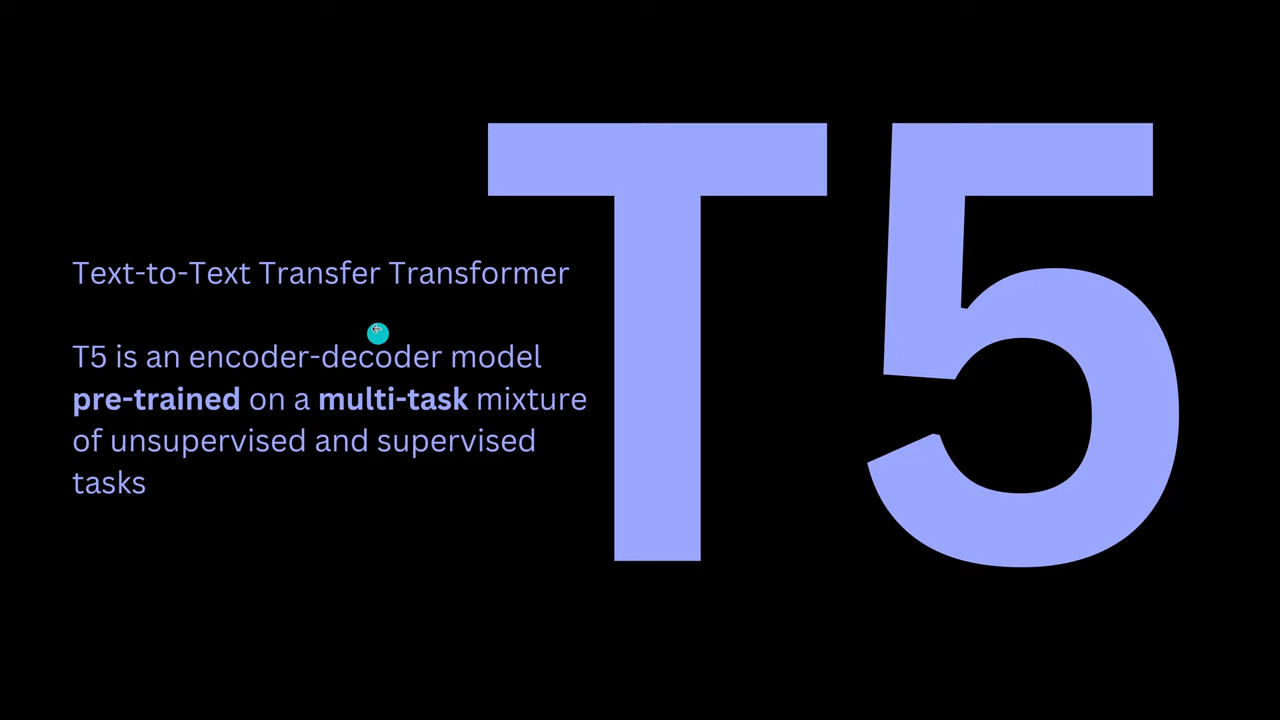 T5
Text-to-Text Transfer Transformer
T5 is an encoder-decoder model
pre-trained on a multi-task mixture
of unsupervised and supervised
tasks